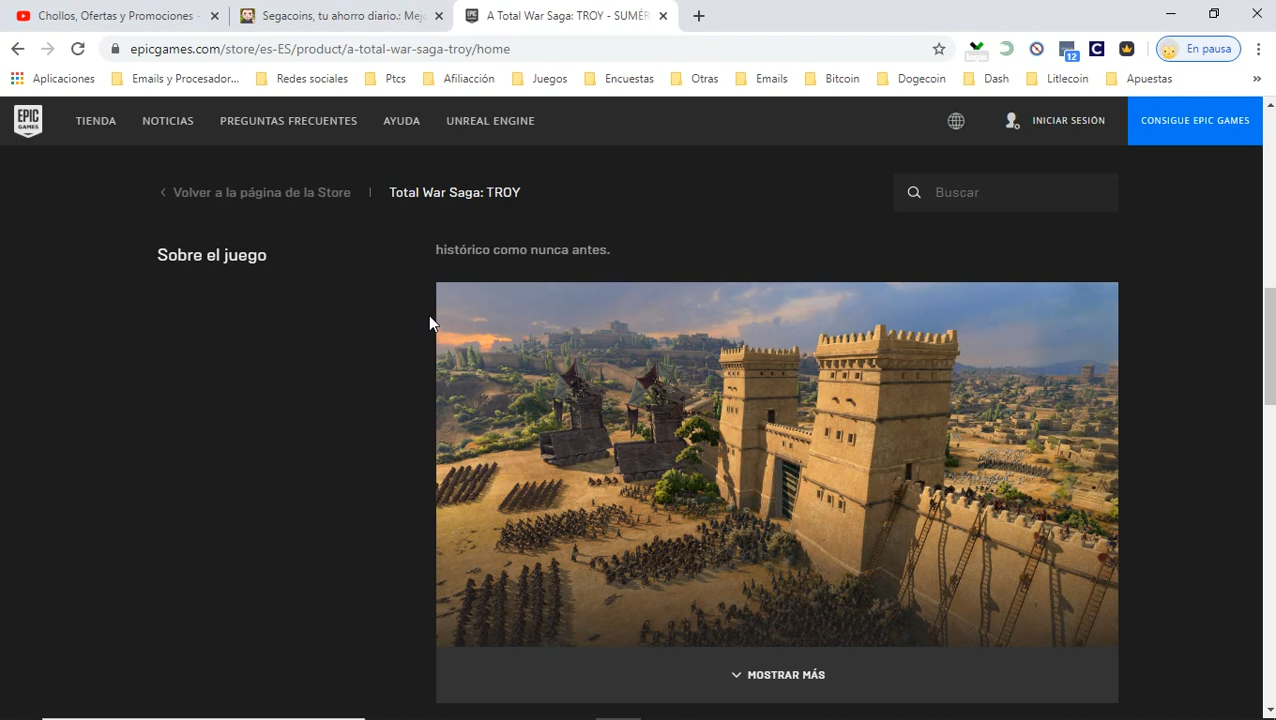 Chollos, Ofertas y Promociones -
Segacoins, tu ahorro diario.: Mej
A Total War Saga: TROY - SUMÉR
epicgames.com/store/es-ES/product/a-total-war-saga-troy/home
En pausa
12
Aplicaciones
Emails y Procesador...
Redes sociales
Ptcs
Afiliacción
Juegos
Encuestas
Otras
Emails
Bitcoin
Dogecoin
Dash
Litlecoin
Apuestas
EPIC GAMES
TIENDA
NOTICIAS
PREGUNTAS FRECUENTES
AYUDA
UNREAL ENGINE
INICIAR SESIÓN
CONSIGUE EPIC GAMES
Volver a la página de la Store
Total War Saga: TROY
Buscar
Sobre el juego
histórico como nunca antes.
MOSTRAR MÁS